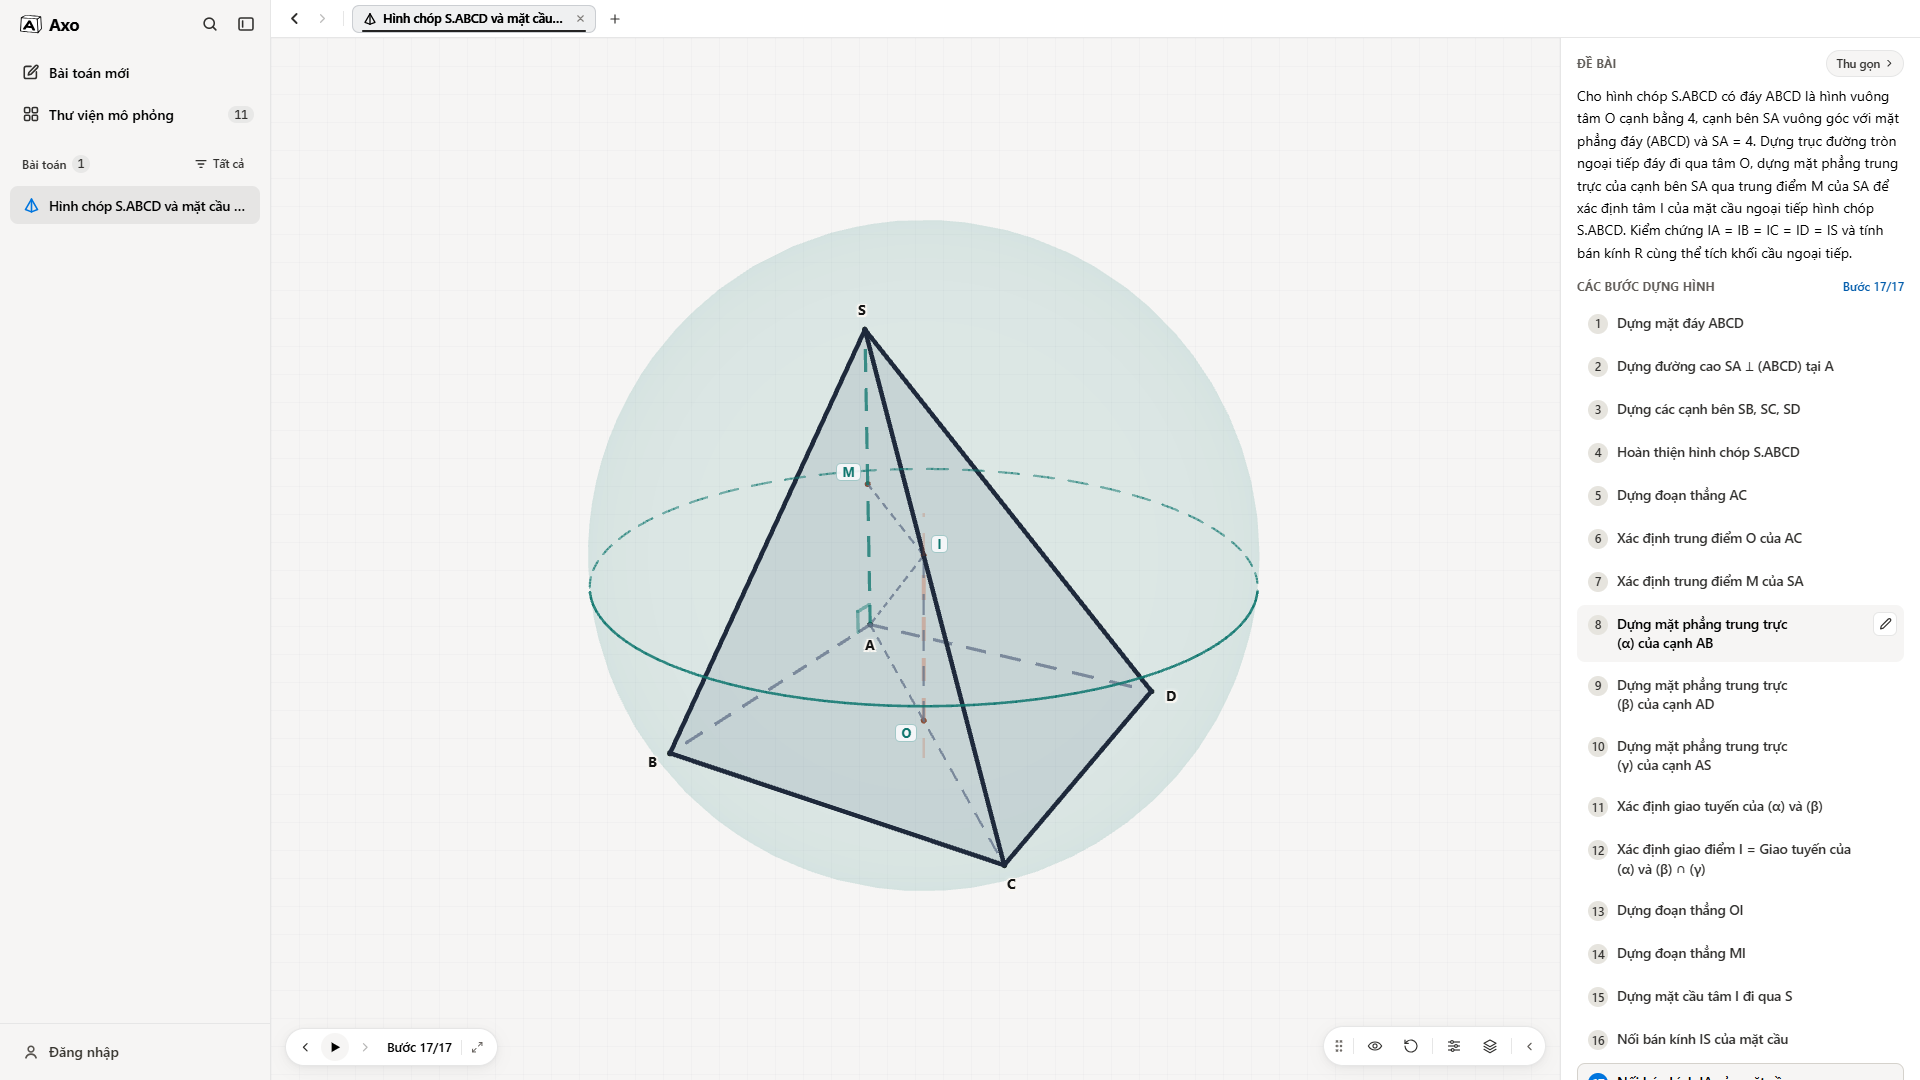 Axo
Bài toán mới
Thư viện mô phỏng 11
Bài toán 1 Tất cả
Hình chóp S.ABCD và mặt cầu ...
Đăng nhập
Hình chóp S.ABCD và mặt cầu...
S
M
I
A
D
O
B
C
Bước 17/17
ĐỀ BÀI Thu gọn
Cho hình chóp S.ABCD có đáy ABCD là hình vuông
tâm O cạnh bằng 4, cạnh bên SA vuông góc với mặt
phẳng đáy (ABCD) và SA = 4. Dựng trục đường tròn
ngoại tiếp đáy đi qua tâm O, dựng mặt phẳng trung
trực của cạnh bên SA qua trung điểm M của SA để
xác định tâm I của mặt cầu ngoại tiếp hình chóp
S.ABCD. Kiểm chứng IA = IB = IC = ID = IS và tính
bán kính R cùng thể tích khối cầu ngoại tiếp.
CÁC BƯỚC DỰNG HÌNH Bước 17/17
1 Dựng mặt đáy ABCD
2 Dựng đường cao SA ⊥ (ABCD) tại A
3 Dựng các cạnh bên SB, SC, SD
4 Hoàn thiện hình chóp S.ABCD
5 Dựng đoạn thẳng AC
6 Xác định trung điểm O của AC
7 Xác định trung điểm M của SA
8 Dựng mặt phẳng trung trực
(α) của cạnh AB
9 Dựng mặt phẳng trung trực
(β) của cạnh AD
10 Dựng mặt phẳng trung trực
(γ) của cạnh AS
11 Xác định giao tuyến của (α) và (β)
12 Xác định giao điểm I = Giao tuyến của
(α) và (β) ∩ (γ)
13 Dựng đoạn thẳng OI
14 Dựng đoạn thẳng MI
15 Dựng mặt cầu tâm I đi qua S
16 Nối bán kính IS của mặt cầu